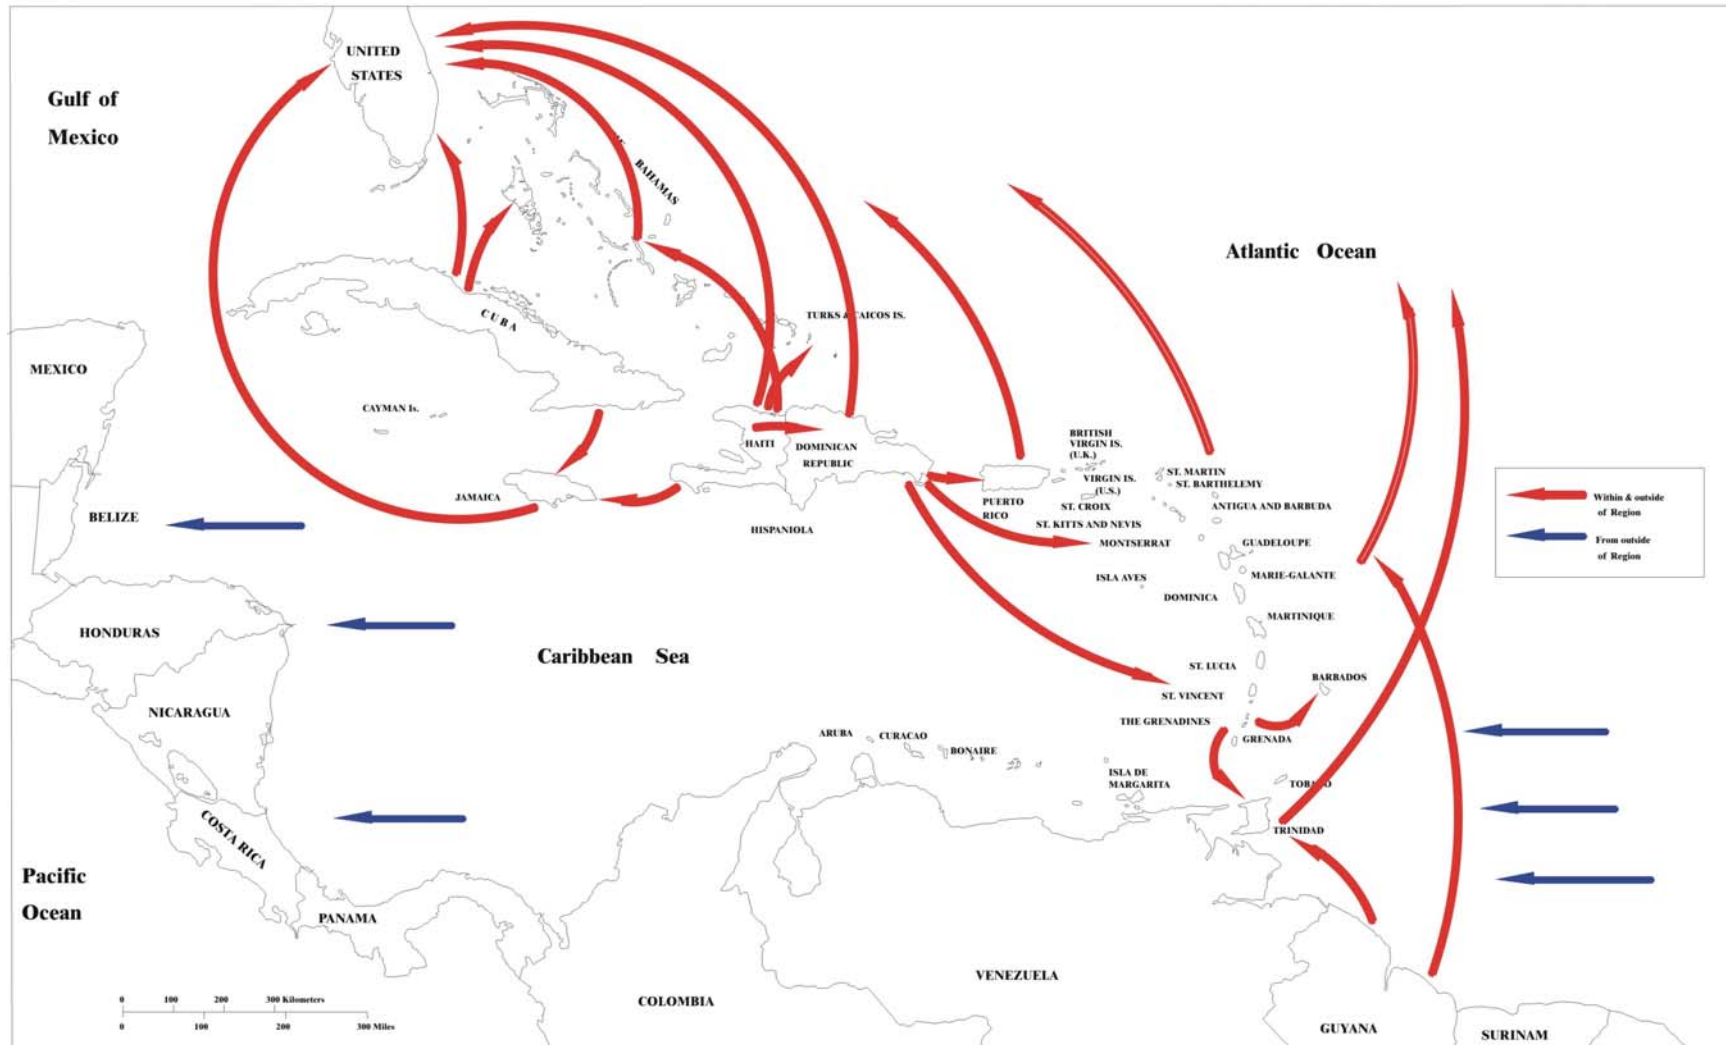 UNITED
STATES
Gulf of
Mexico
BAHAMAS
Atlantic Ocean
CUBA
TURKS & CAICOS IS.
MEXICO
CAYMAN Is.
HAITI
DOMINICAN
REPUBLIC
BRITISH
VIRGIN IS.
(U.K.)
VIRGIN IS.
(U.S.)
ST. MARTIN
ST. BARTHELEMY
JAMAICA
PUERTO
RICO
ST. CROIX
ANTIGUA AND BARBUDA
BELIZE
HISPANIOLA
ST. KITTS AND NEVIS
MONTSERRAT
GUADELOUPE
Within & outside
of Region
From outside
of Region
ISLA AVES
MARIE-GALANTE
DOMINICA
MARTINIQUE
HONDURAS
Caribbean Sea
ST. LUCIA
BARBADOS
ST. VINCENT
NICARAGUA
THE GRENADINES
GRENADA
ARUBA
CURACAO
BONAIRE
ISLA DE
MARGARITA
TOBAGO
TRINIDAD
COSTA RICA
Pacific
Ocean
PANAMA
VENEZUELA
COLOMBIA
GUYANA
SURINAM
0 100 200 300 Kilometers
0 100 200 300 Miles